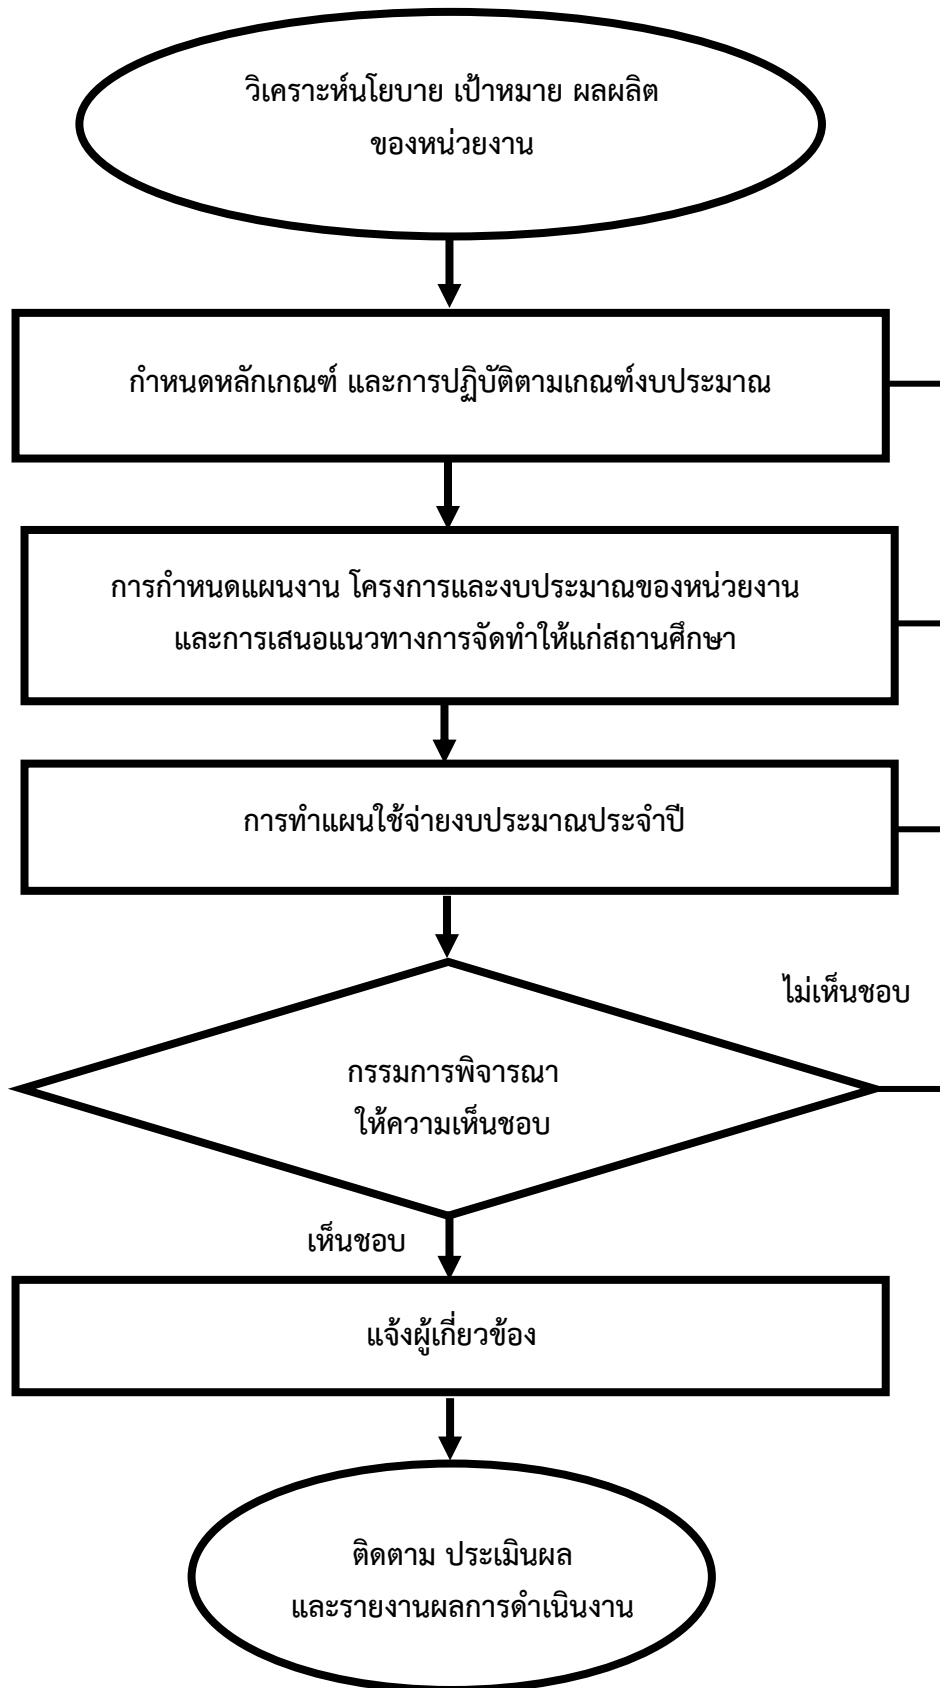 วิเคราะห์นโยบาย เป้าหมาย ผลผลิต
ของหน่วยงาน
กำหนดหลักเกณฑ์ และการปฏิบัติตามเกณฑ์งบประมาณ
การกำหนดแผนงาน โครงการและงบประมาณของหน่วยงาน
และการเสนอแนวทางการจัดทำให้แก่สถานศึกษา
การทำแผนใช้จ่ายงบประมาณประจำปี
ไม่เห็นชอบ
กรรมการพิจารณา
ให้ความเห็นชอบ
เห็นชอบ
แจ้งผู้เกี่ยวข้อง
ติดตาม ประเมินผล
และรายงานผลการดำเนินงาน